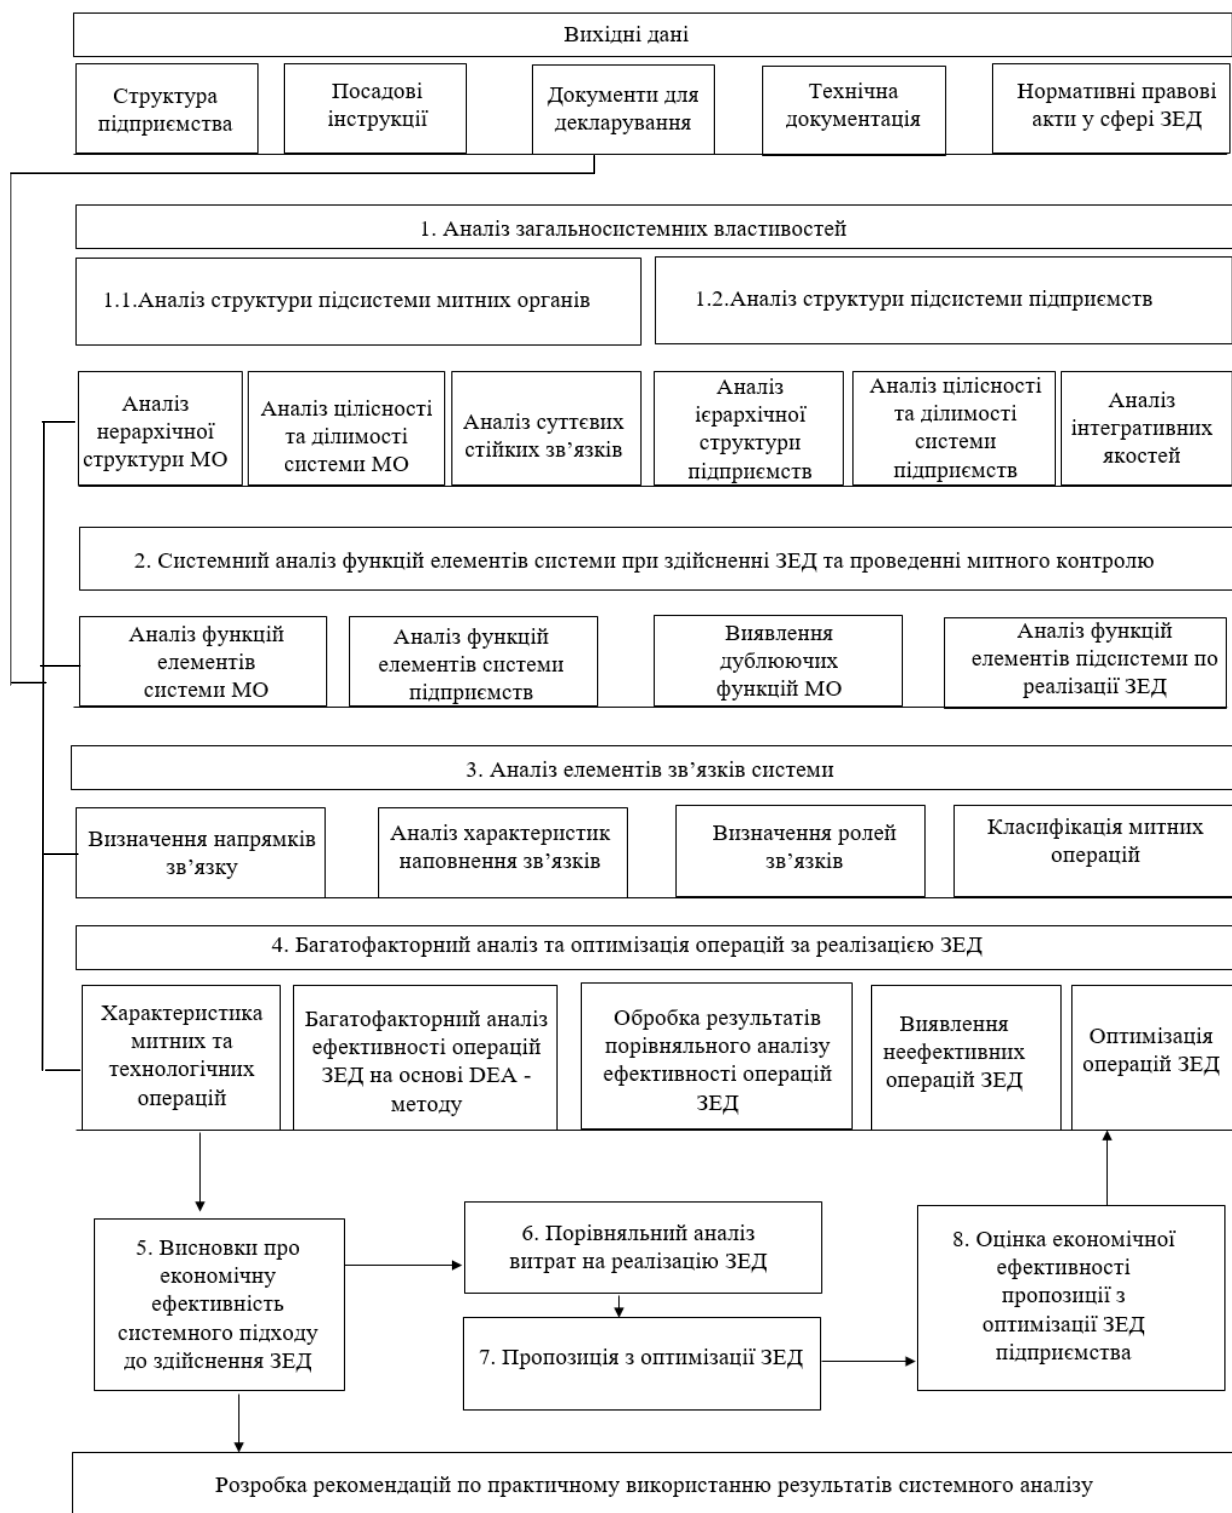 Вихідні дані
Структура
підприємства
Посадові
інструкції
Документи для
декларування
Технічна
документація
Нормативні правові
акти у сфері ЗЕД
1. Аналіз загальносистемних властивостей
1.1.Аналіз структури підсистеми митних органів
1.2.Аналіз структури підсистеми підприємств
Аналіз
нерархічної
структури МО
Аналіз цілісності
та ділимості
системи МО
Аналіз суттєвих
стійких зв’язків
Аналіз
ієрархічної
структури
підприємств
Аналіз цілісності
та ділимості
системи
підприємств
Аналіз
інтегративних
якостей
2. Системний аналіз функцій елементів системи при здійсненні ЗЕД та проведенні митного контролю
Аналіз функцій
елементів
системи МО
Аналіз функцій
елементів системи
підприємств
Виявлення
дублюючих
функцій МО
Аналіз функцій
елементів підсистеми по
реалізації ЗЕД
3. Аналіз елементів зв’язків системи
Визначення напрямків
зв’язку
Аналіз характеристик
наповнення зв’язків
Визначення ролей
зв’язків
Класифікація митних
операцій
4. Багатофакторний аналіз та оптимізація операцій за реалізацією ЗЕД
Характеристика
митних та
технологічних
операцій
Багатофакторний аналіз
ефективності операцій
ЗЕД на основі DEA -
методу
Обробка результатів
порівняльного аналізу
ефективності операцій
ЗЕД
Виявлення
неефективних
операцій ЗЕД
Оптимізація
операцій ЗЕД
5. Висновки про
економічну
ефективність
системного підходу
до здійснення ЗЕД
6. Порівняльний аналіз
витрат на реалізацію ЗЕД
7. Пропозиція з оптимізації ЗЕД
8. Оцінка економічної
ефективності
пропозиції з
оптимізації ЗЕД
підприємства
Розробка рекомендацій по практичному використанню результатів системного аналізу